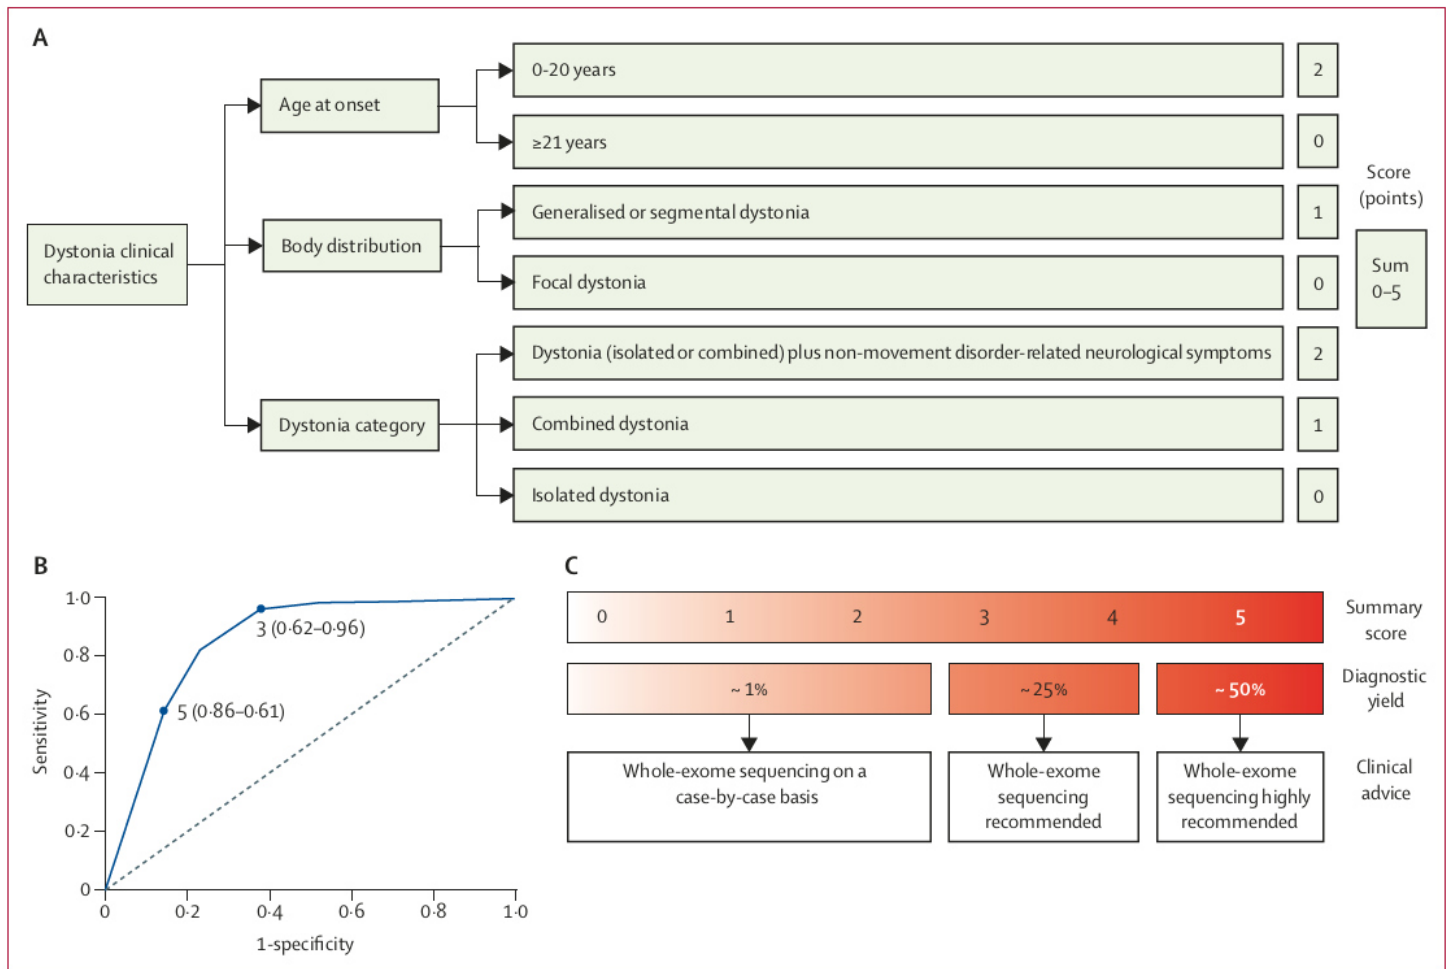 A
Dystonia clinical
characteristics
Age at onset
0-20 years
2
≥21 years
0
Body distribution
Generalised or segmental dystonia
1
Focal dystonia
0
Dystonia category
Dystonia (isolated or combined) plus non-movement disorder-related neurological symptoms
2
Combined dystonia
1
Isolated dystonia
0
Score
(points)
Sum
0–5
B
Sensitivity
1·0
0·8
0·6
0·4
0·2
0
3 (0·62–0·96)
5 (0·86–0·61)
0
0·2
0·4
0·6
0·8
1·0
1-specificity
C
0
1
2
3
4
5
Summary
score
~ 1%
~ 25%
~ 50%
Diagnostic
yield
Whole-exome sequencing on a
case-by-case basis
Whole-exome
sequencing
recommended
Whole-exome
sequencing highly
recommended
Clinical
advice